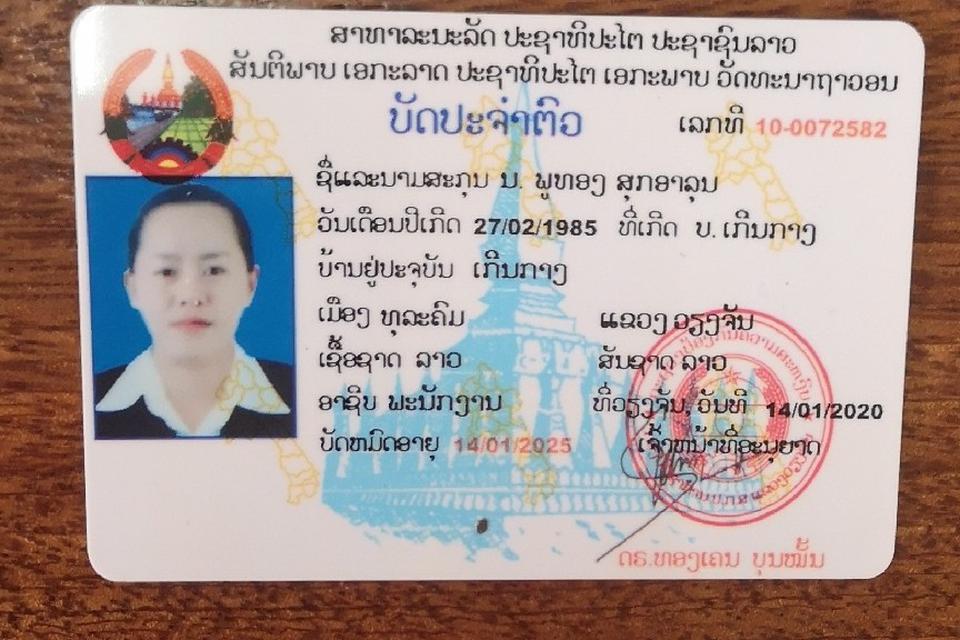 ສາທາລະນະລັດ ປະຊາທິປະໄຕ ປະຊາຊົນລາວ
ສັນຕິພາບ ເອກະລາດ ປະຊາທິປະໄຕ ເອກະພາບ ວັດທະນາຖາວອນ
ບັດປະຈຳຕົວ ເລກທີ 10-0072582
ຊື່ແລະນາມສະກຸນ ນ. ພູທອງ ສຸກອາລຸນ
ວັນເດືອນປີເກີດ 27/02/1985 ທີ່ເກີດ ບ. ເກີນກາງ
ບ້ານຢູ່ປະຈຸບັນ ເກີນກາງ
ເມືອງ ທຸລະຄົມ ແຂວງ ວຽງຈັນ
ເຊື້ອຊາດ ລາວ ສັນຊາດ ລາວ
ອາຊີບ ພະນັກງານ ທີ່ວຽງຈັນ, ວັນທີ 14/01/2020
ບັດຫມົດອາຍຸ 14/01/2025 ເຈົ້າຫນ້າທີ່ອະນຸຍາດ
ດຣ.ທອງເຄນ ບຸນໝັ້ນ